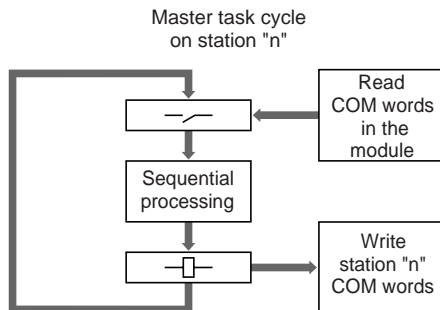 Master task cycle
on station "n"
Read
COM words
in the
module
Sequential
processing
Write
station "n"
COM words